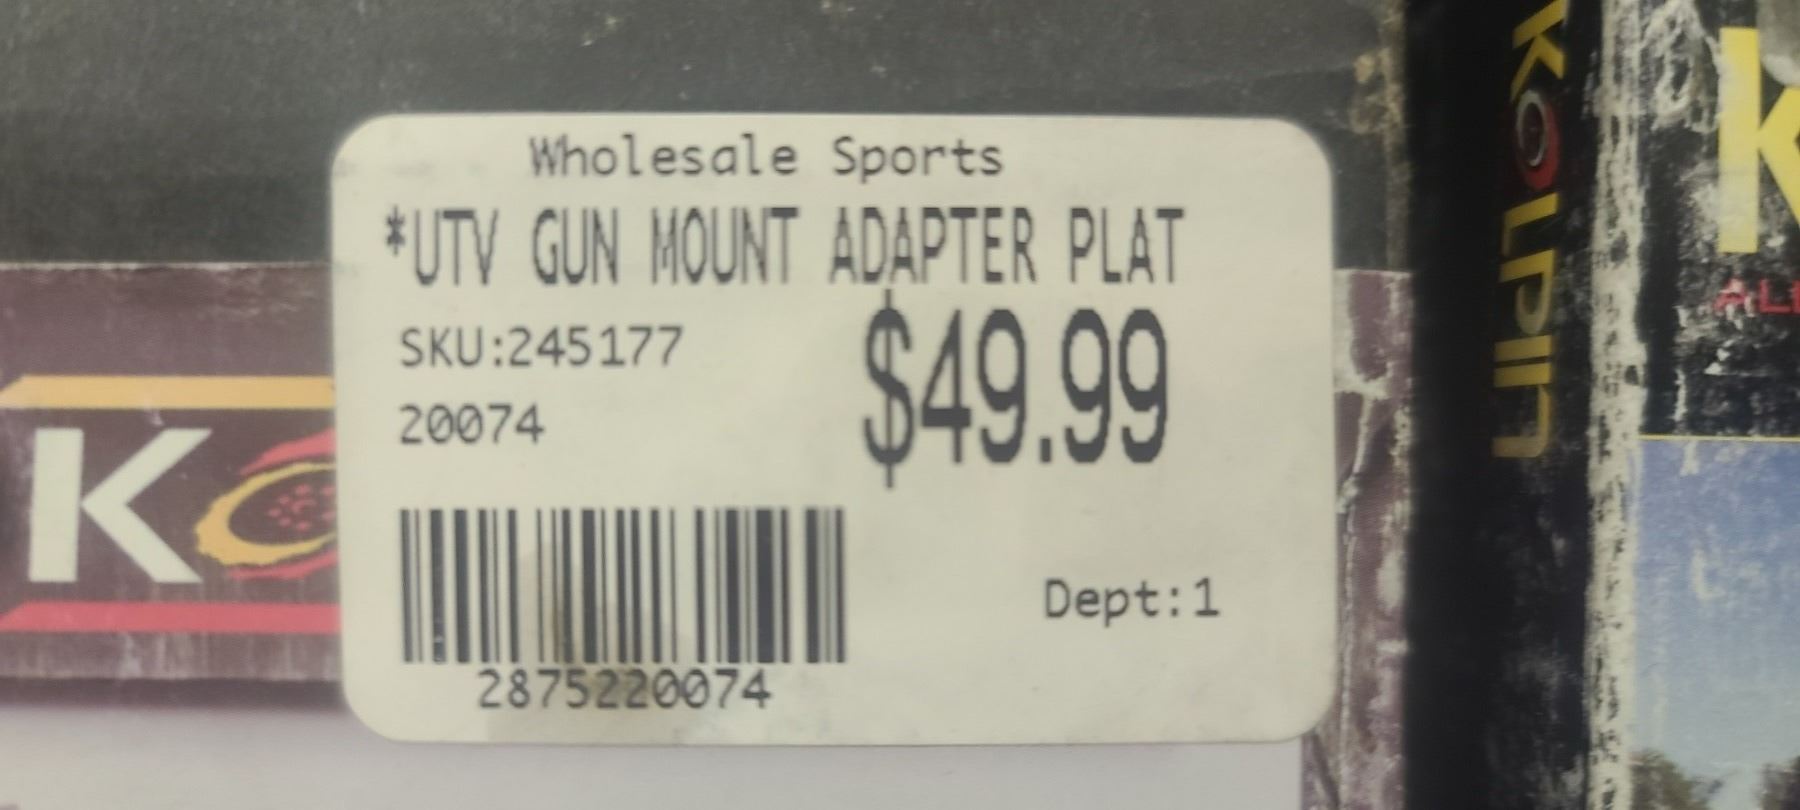 Wholesale Sports
*UTV GUN MOUNT ADAPTER PLAT
SKU:245177
$49.99
20074
Dept:1
2875220074
KOLPIN